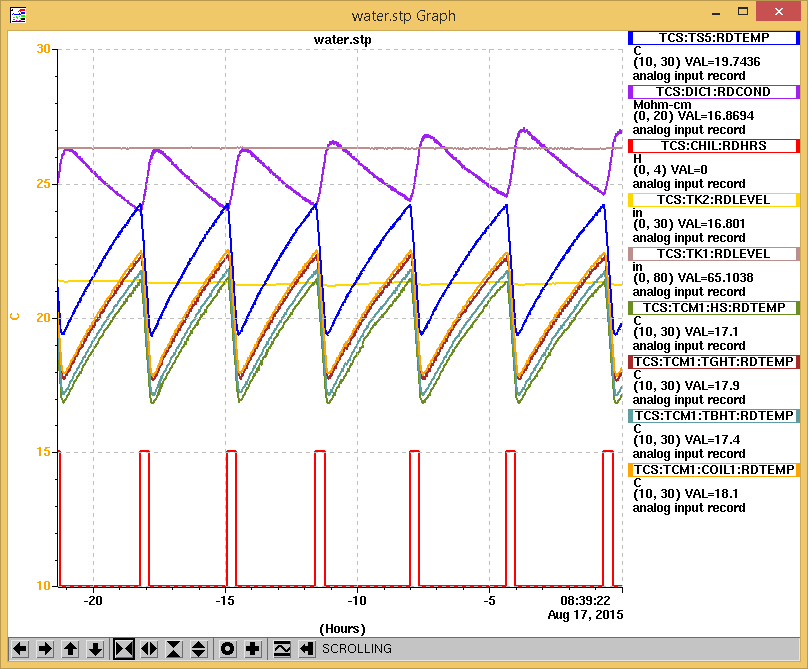 water.stp Graph
water.stp
30
25
20
15
10
C
-20
-15
-10
-5
08:39:22
Aug 17, 2015
(Hours)
TCS:TS5:RDTEMP
C
(10, 30) VAL=19.7436
analog input record
TCS:DIC1:RDCOND
Mohm-cm
(0, 20) VAL=16.8694
analog input record
TCS:CHIL:RDHRS
H
(0, 4) VAL=0
analog input record
TCS:TK2:RDLEVEL
in
(0, 30) VAL=16.801
analog input record
TCS:TK1:RDLEVEL
in
(0, 80) VAL=65.1038
analog input record
TCS:TCM1:HS:RDTEMP
C
(10, 30) VAL=17.1
analog input record
TCS:TCM1:TGHT:RDTEMP
C
(10, 30) VAL=17.9
analog input record
TCS:TCM1:TBHT:RDTEMP
C
(10, 30) VAL=17.4
analog input record
TCS:TCM1:COIL1:RDTEMP
C
(10, 30) VAL=18.1
analog input record
SCROLLING